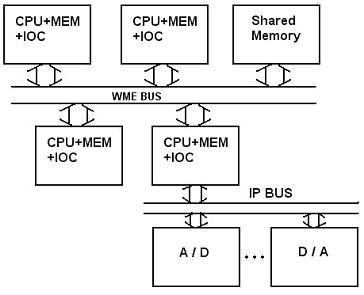 CPU+MEM
+IOC
CPU+MEM
+IOC
Shared
Memory
WME BUS
CPU+MEM
+IOC
CPU+MEM
+IOC
IP BUS
A / D
...
D / A